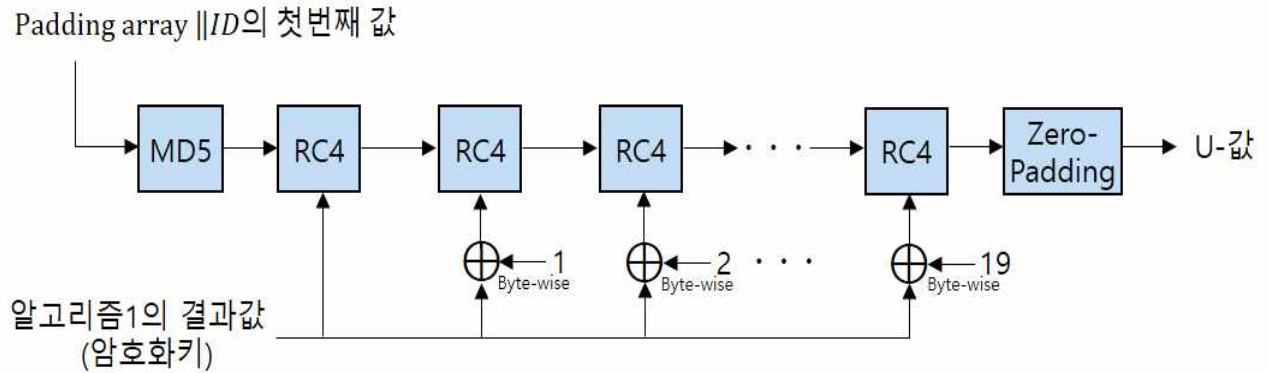 Padding array ||ID의 첫번째 값
MD5
RC4
RC4
RC4
· · ·
RC4
Zero-
Padding
U-값
1
Byte-wise
2
Byte-wise
· · ·
19
Byte-wise
알고리즘1의 결과값
(암호화키)